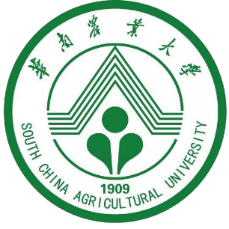 華南農業大學
1909
SOUTH CHINA AGRICULTURAL UNIVERSITY